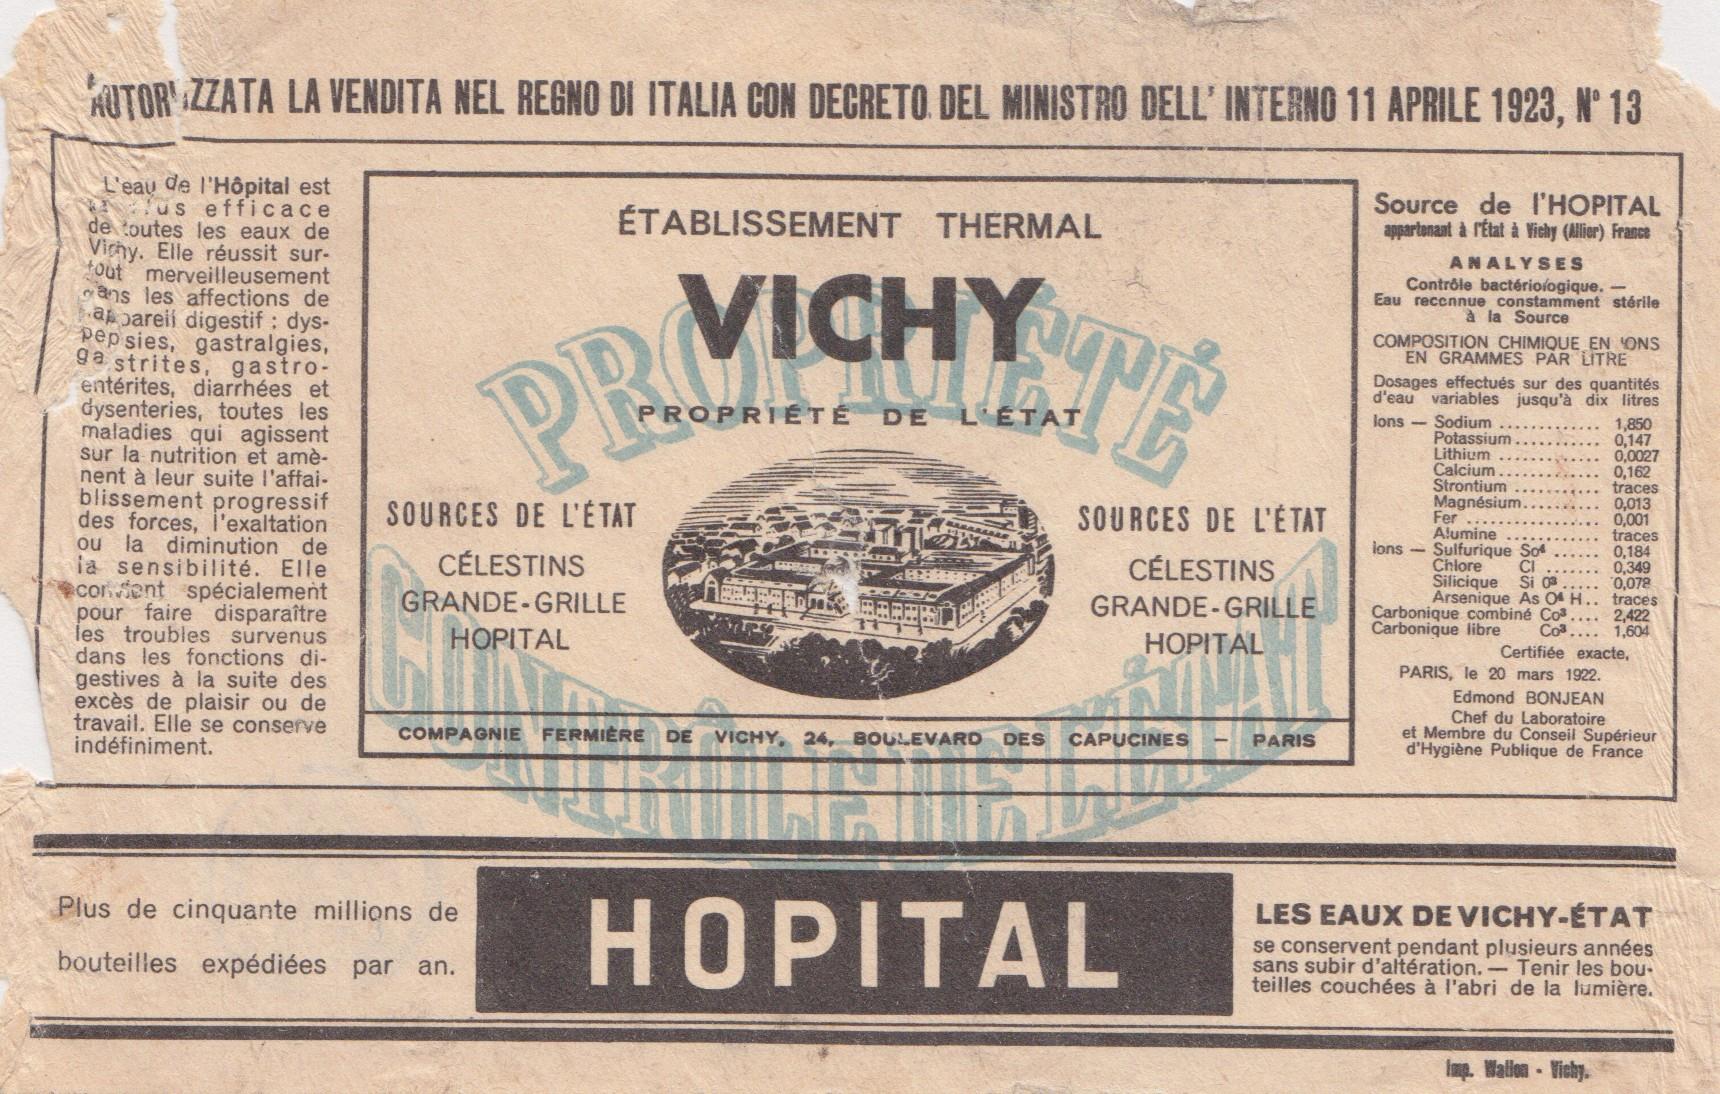 AUTORIZZATA LA VENDITA NEL REGNO DI ITALIA CON DECRETO DEL MINISTRO DELL' INTERNO 11 APRILE 1923, N° 13
L'eau de l'Hôpital est
plus efficace
de toutes les eaux de
Vichy. Elle réussit sur-
tout merveilleusement
dans les affections de
l'appareil digestif : dys-
pepsies, gastralgies,
gastrites, gastro-
entérites, diarrhées et
dysenteries, toutes les
maladies qui agissent
sur la nutrition et amè-
nent à leur suite l'affai-
blissement progressif
des forces, l'exaltation
ou la diminution de
la sensibilité. Elle
convient spécialement
pour faire disparaître
les troubles survenus
dans les fonctions di-
gestives à la suite des
excès de plaisir ou de
travail. Elle se conserve
indéfiniment.
ÉTABLISSEMENT THERMAL
VICHY
PROPRIÉTÉ
PROPRIÉTÉ DE L'ÉTAT
SOURCES DE L'ÉTAT
CÉLESTINS
GRANDE-GRILLE
HOPITAL
SOURCES DE L'ÉTAT
CÉLESTINS
GRANDE-GRILLE
HOPITAL
CONTRÔLE DE L'ÉTAT
COMPAGNIE FERMIÈRE DE VICHY, 24, BOULEVARD DES CAPUCINES — PARIS
Source de l'HOPITAL
appartenant à l'État à Vichy (Allier) France
ANALYSES
Contrôle bactériologique. —
Eau reconnue constamment stérile
à la Source
COMPOSITION CHIMIQUE EN IONS
EN GRAMMES PAR LITRE
Dosages effectués sur des quantités
d'eau variables jusqu'à dix litres
Ions — Sodium ............ 1,850
Potassium .......... 0,147
Lithium ............ 0,0027
Calcium ............ 0,162
Strontium .......... traces
Magnésium ......... 0,013
Fer ................ 0,001
Alumine ........... traces
Ions — Sulfurique So⁴ ...... 0,184
Chlore Cl ...... 0,349
Silicique Si O³ ..... 0,078
Arsenique As O⁴ H .. traces
Carbonique combiné Co³ .... 2,422
Carbonique libre Co³ .... 1,604
Certifiée exacte,
PARIS, le 20 mars 1922.
Edmond BONJEAN
Chef du Laboratoire
et Membre du Conseil Supérieur
d'Hygiène Publique de France
Plus de cinquante millions de
bouteilles expédiées par an.
HOPITAL
LES EAUX DE VICHY-ÉTAT
se conservent pendant plusieurs années
sans subir d'altération. — Tenir les bou-
teilles couchées à l'abri de la lumière.
Imp. Wallon - Vichy.